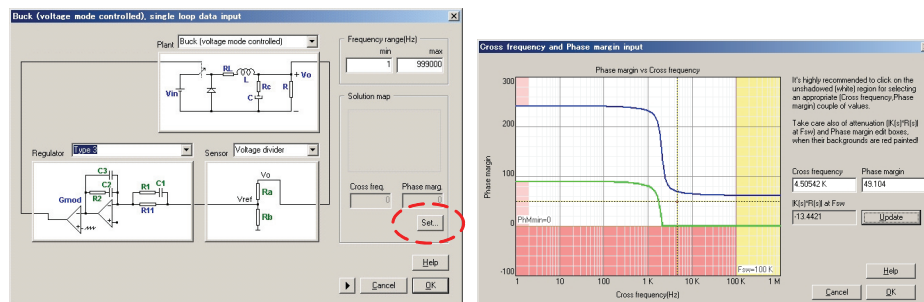 Buck (voltage mode controlled), single loop data input
Plant Buck (voltage mode controlled)
RL
L
+ Vo
Vin
Rc
C
R
Frequency range(Hz)
min max
1 999000
Solution map
Regulator Type 3
C3
C2
R2
Gmod
R1 C1
R11
Sensor Voltage divider
Vo
Ra
Vref
Rb
Cross freq. Phase marg.
0 0
Set...
Help
Cancel OK
Cross frequency and Phase margin input
Phase margin vs Cross frequency
Phase margin
300
200
100
0
-100
PhMmin=0
Fsw=100 K
1 10 100 1 K 10 K 100 K 1 M
Cross frequency(Hz)
It's highly recommended to click on the
unshadowed (white) region for selecting
an appropriate (Cross frequency,Phase
margin) couple of values.
Take care also of attenuation (|K(s)*R(s)|
at Fsw) and Phase margin edit boxes,
when their backgrounds are red painted!
Cross frequency Phase margin
4.50542 K 49.104
|K(s)*R(s)| at Fsw
-13.4421 Update
Help
Cancel OK